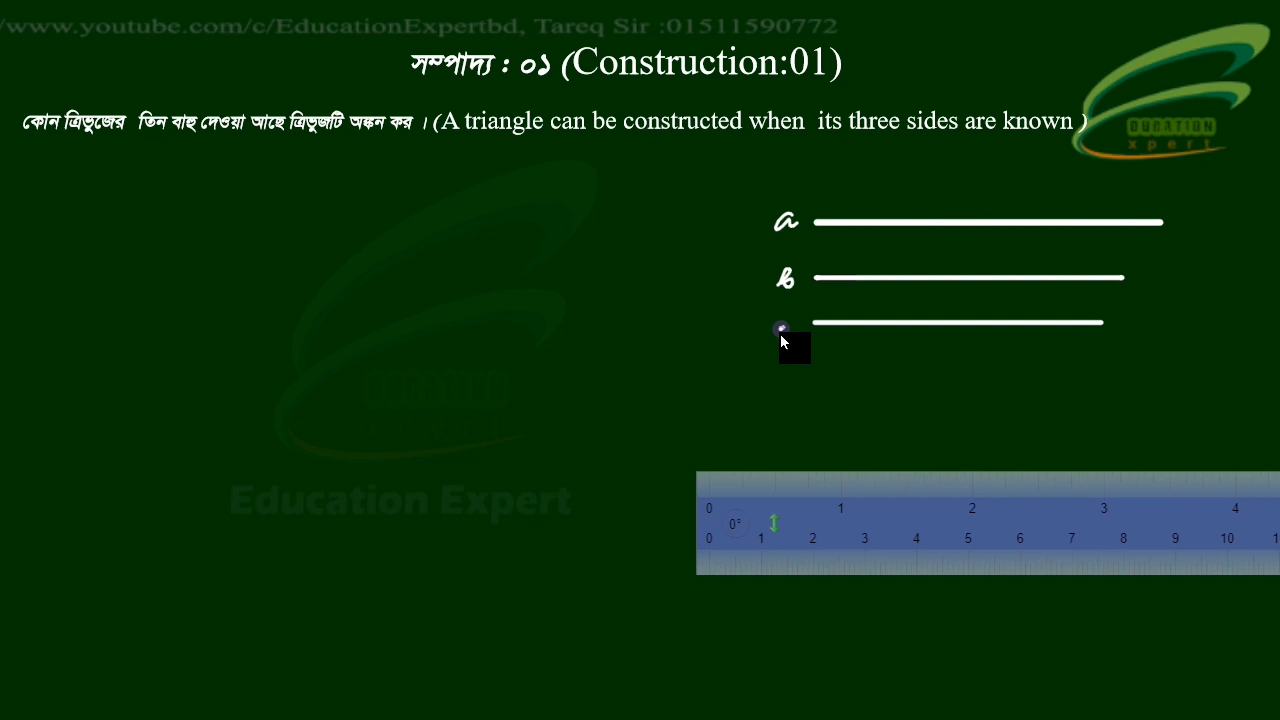 /www.youtube.com/c/EducationExpertbd, Tareq Sir :01511590772
সম্পাদ্য : ০১ (Construction:01)
কোন ত্রিভুজের তিন বাহু দেওয়া আছে ত্রিভুজটি অঙ্কন কর । (A triangle can be constructed when its three sides are known )
DUCATION
xpert
a
b
Education Expert
0 1 2 3 4
0°
0 1 2 3 4 5 6 7 8 9 10